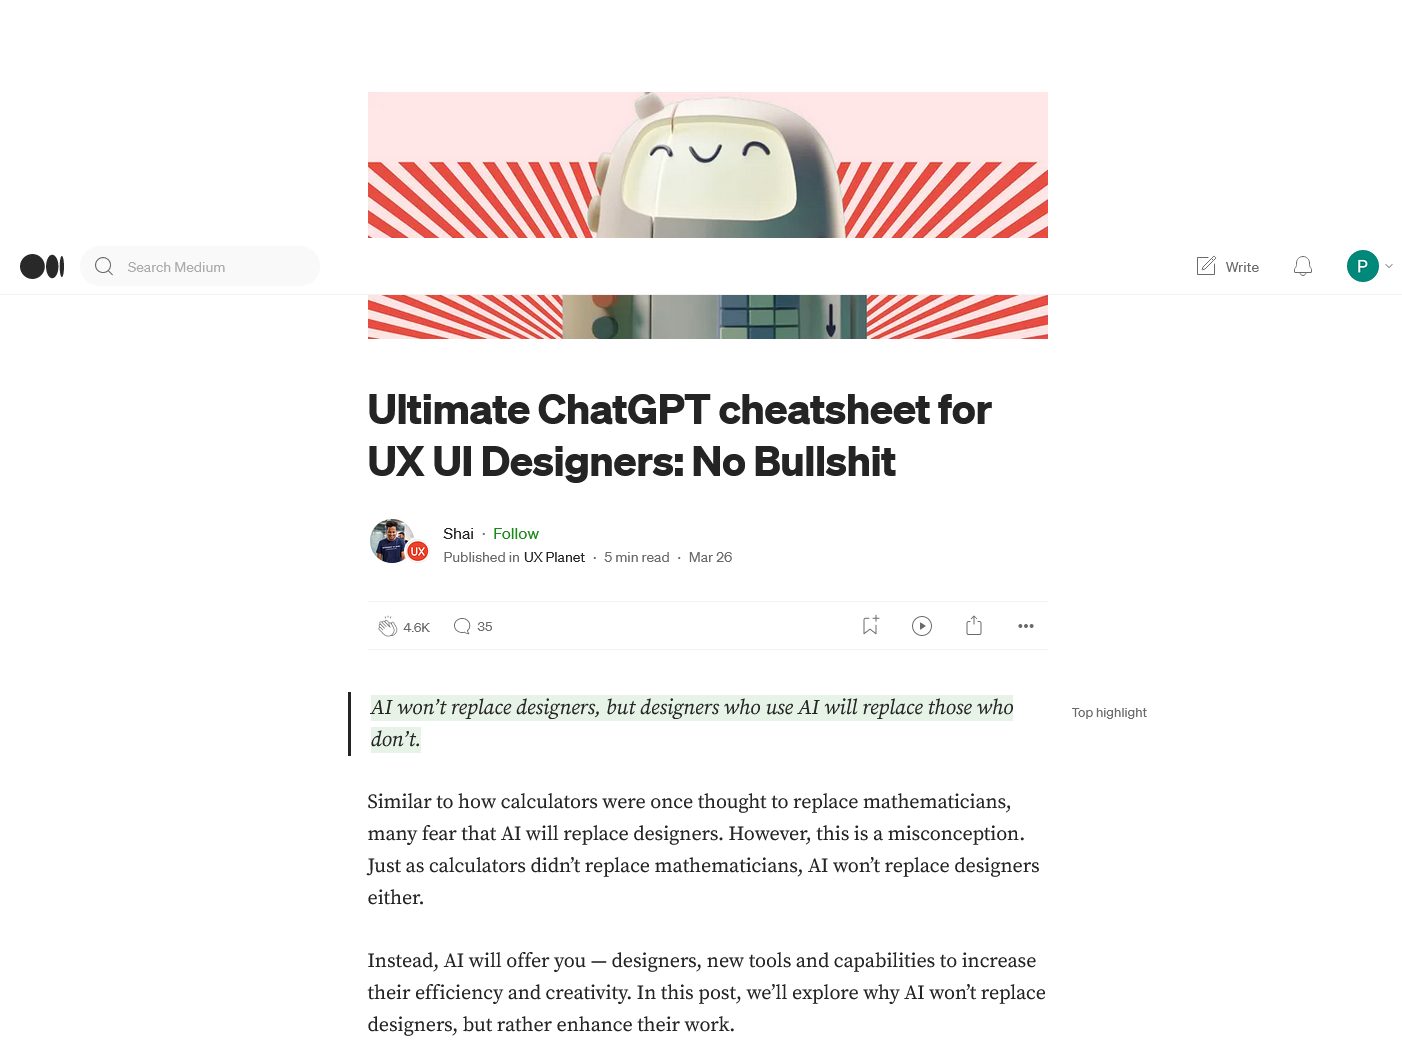 Search Medium
Write
P
Ultimate ChatGPT cheatsheet for
UX UI Designers: No Bullshit
Shai · Follow
UX
Published in UX Planet · 5 min read · Mar 26
4.6K 35
AI won’t replace designers, but designers who use AI will replace those who
don’t.
Top highlight
Similar to how calculators were once thought to replace mathematicians,
many fear that AI will replace designers. However, this is a misconception.
Just as calculators didn’t replace mathematicians, AI won’t replace designers
either.
Instead, AI will offer you — designers, new tools and capabilities to increase
their efficiency and creativity. In this post, we’ll explore why AI won’t replace
designers, but rather enhance their work.